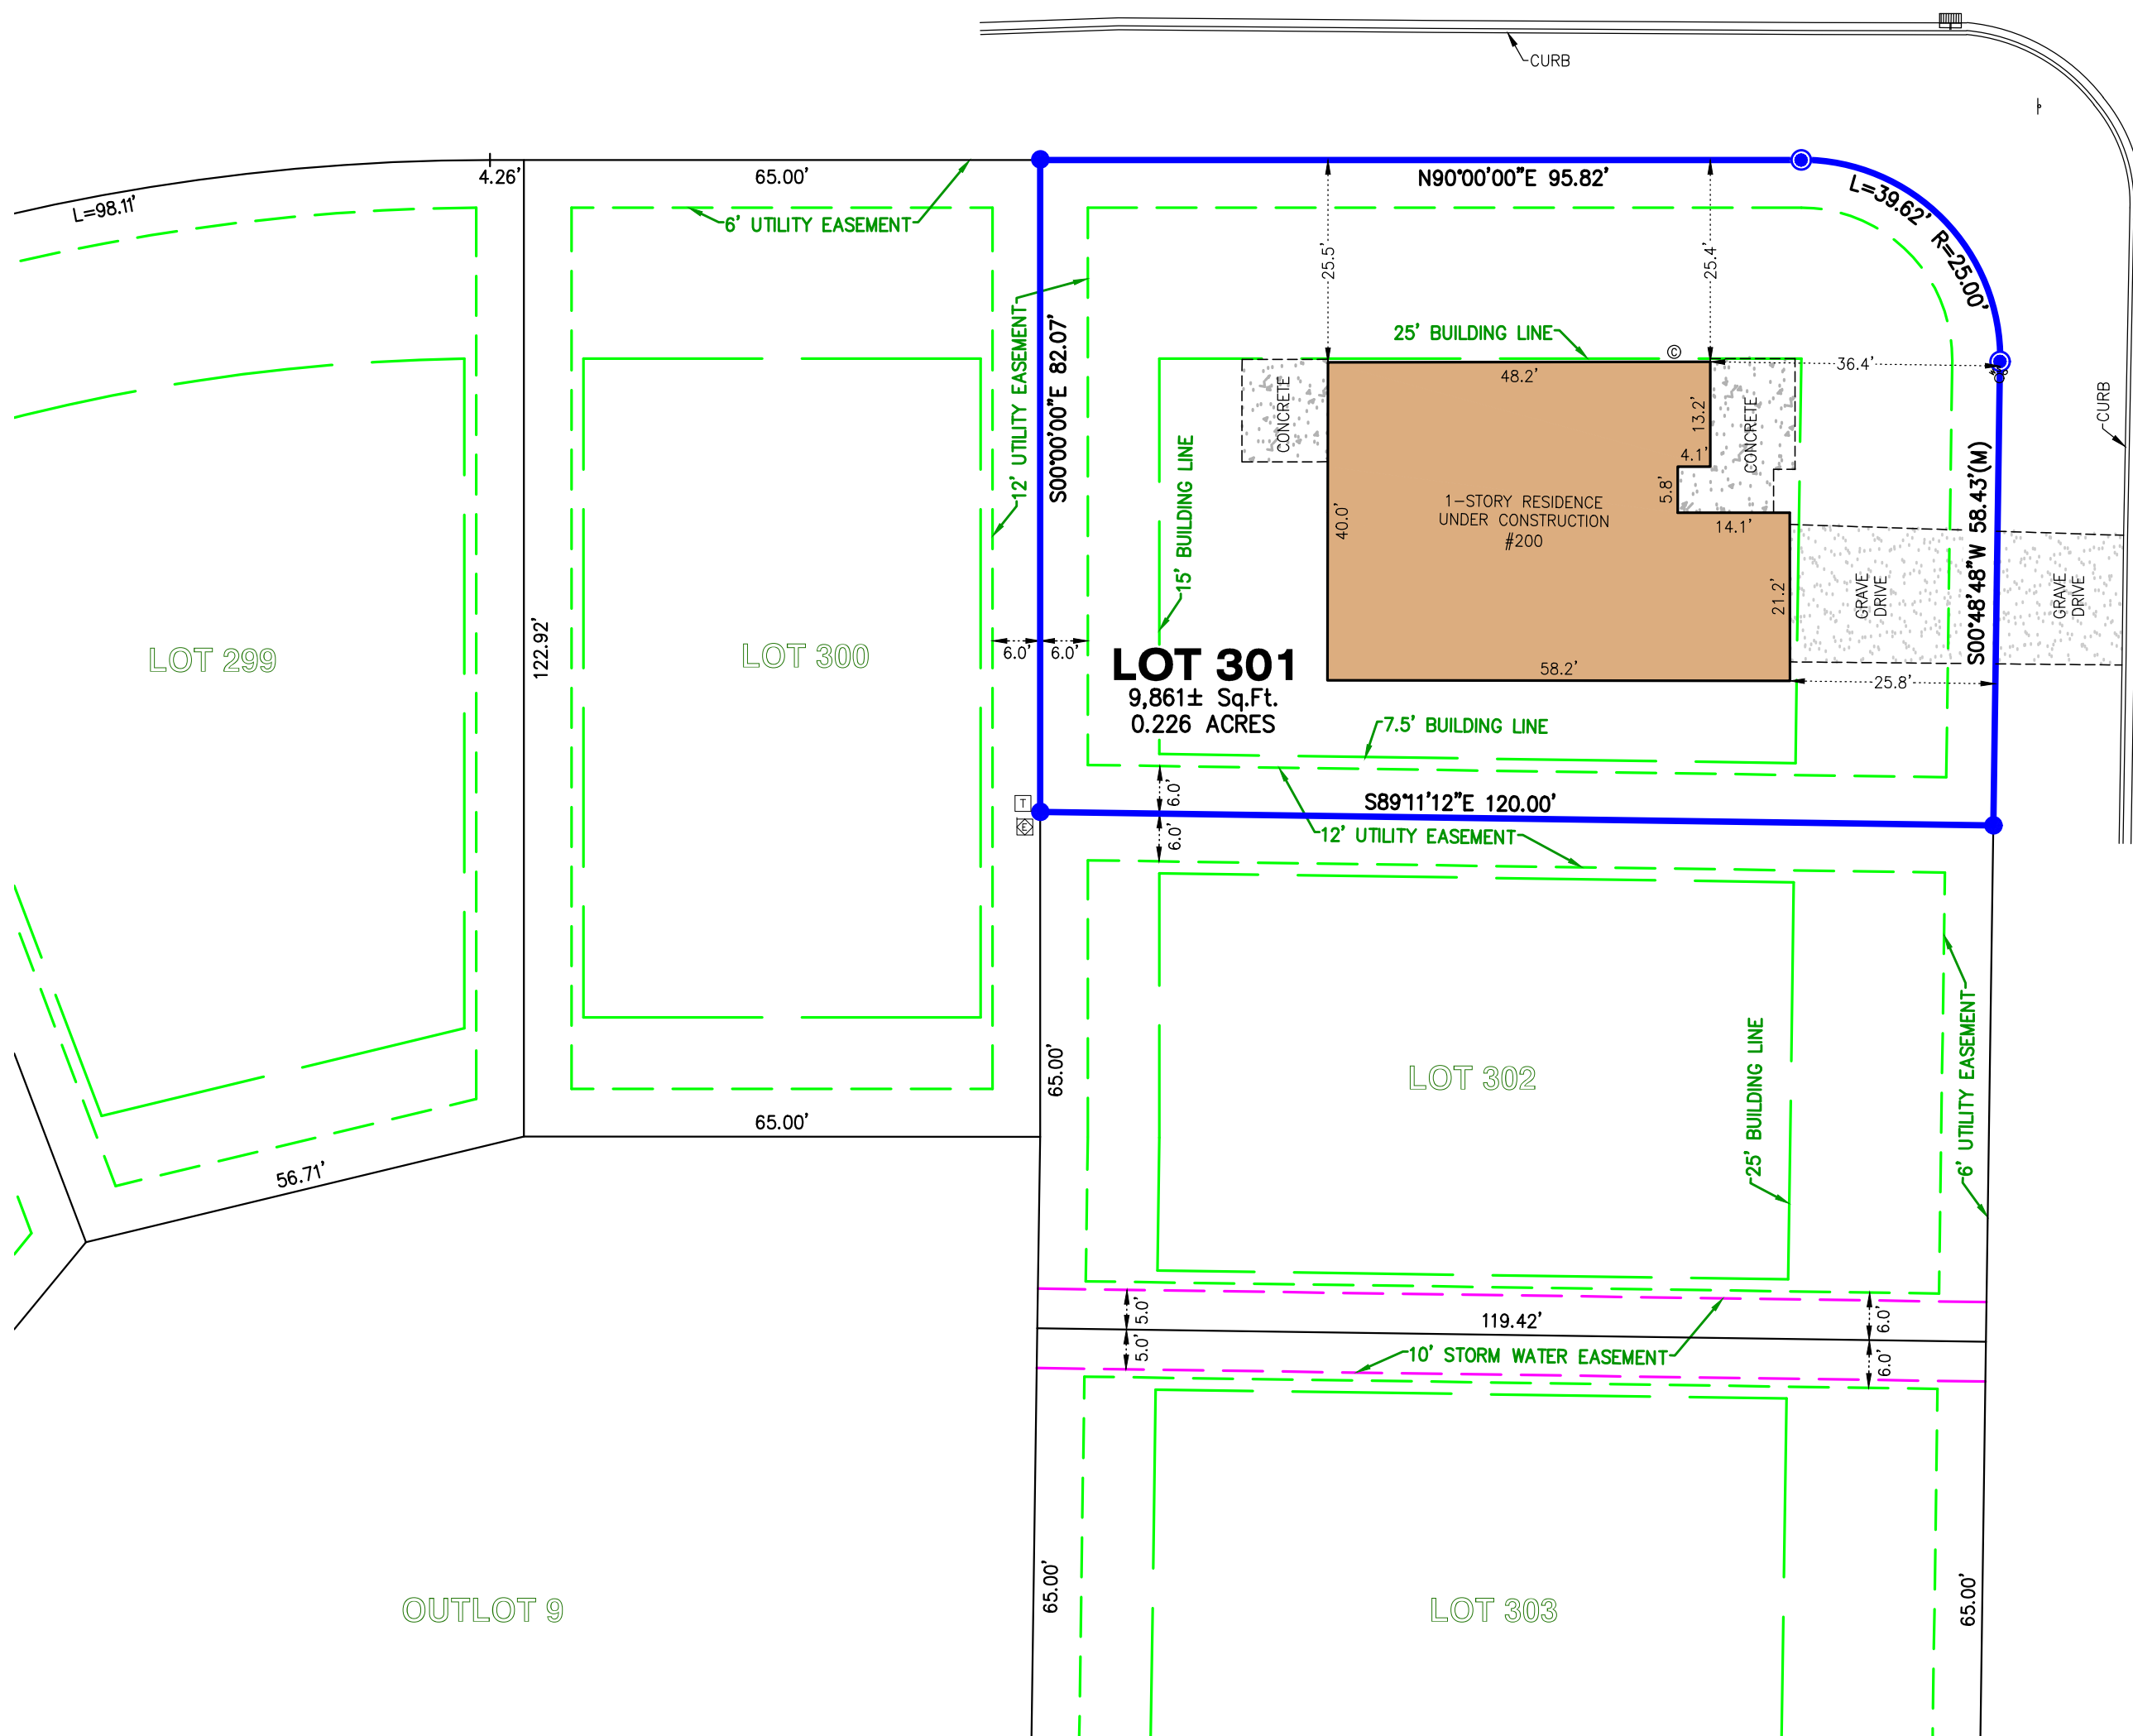 CURB
4.26'
65.00'
L=98.11'
6' UTILITY EASEMENT
N90°00'00"E 95.82'
L=39.62' R=25.00'
25.5'
25.4'
12' UTILITY EASEMENT
S00°00'00"E 82.07'
25' BUILDING LINE
©
36.4'
48.2'
CONCRETE
13.2'
CONCRETE
CURB
4.1'
15' BUILDING LINE
5.8'
1-STORY RESIDENCE
UNDER CONSTRUCTION
#200
40.0'
14.1'
S00°48'48"W 58.43'(M)
21.2'
GRAVE
DRIVE
GRAVE
DRIVE
122.92'
LOT 299
LOT 300
6.0'
6.0'
LOT 301
9,861± Sq.Ft.
0.226 ACRES
58.2'
25.8'
7.5' BUILDING LINE
T
E
6.0'
S89°11'12"E 120.00'
6.0'
12' UTILITY EASEMENT
65.00'
LOT 302
25' BUILDING LINE
6' UTILITY EASEMENT
65.00'
56.71'
5.0'
119.42'
6.0'
5.0'
10' STORM WATER EASEMENT
6.0'
65.00'
OUTLOT 9
LOT 303
65.00'